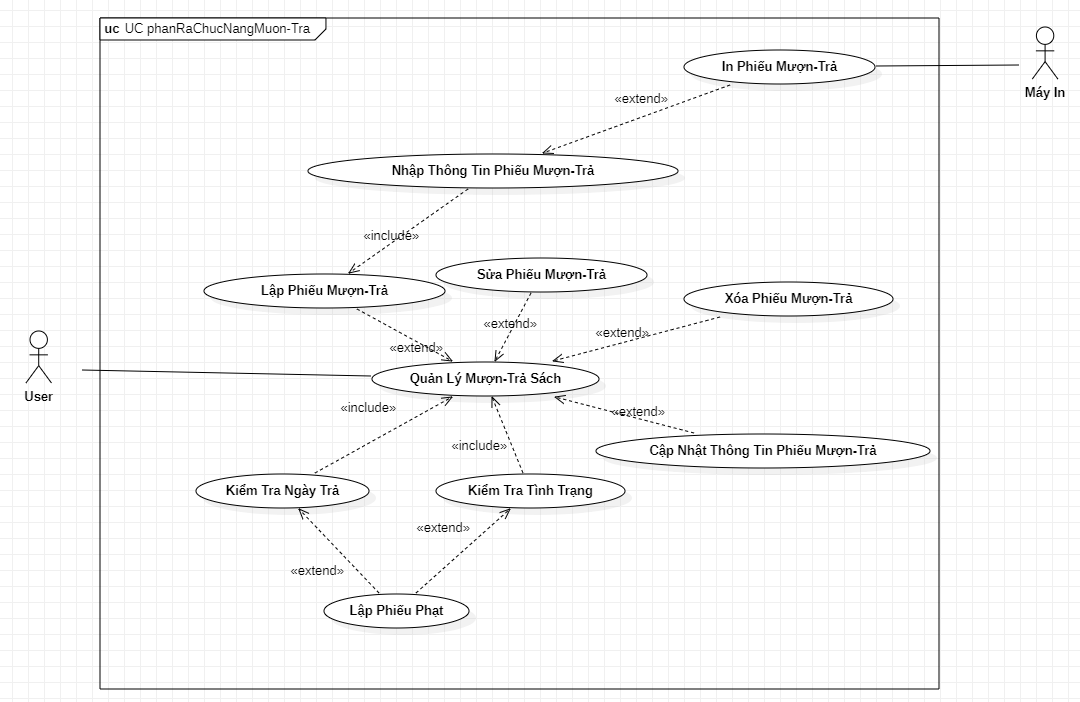 uc UC phanRaChucNangMuon-Tra
In Phiếu Mượn-Trả
Máy In
«extend»
Nhập Thông Tin Phiếu Mượn-Trả
«include»
Sửa Phiếu Mượn-Trả
Lập Phiếu Mượn-Trả
Xóa Phiếu Mượn-Trả
«extend»
«extend»
«extend»
Quản Lý Mượn-Trả Sách
User
«include»
«extend»
«include»
Cập Nhật Thông Tin Phiếu Mượn-Trả
Kiểm Tra Ngày Trả
Kiểm Tra Tình Trạng
«extend»
«extend»
Lập Phiếu Phạt